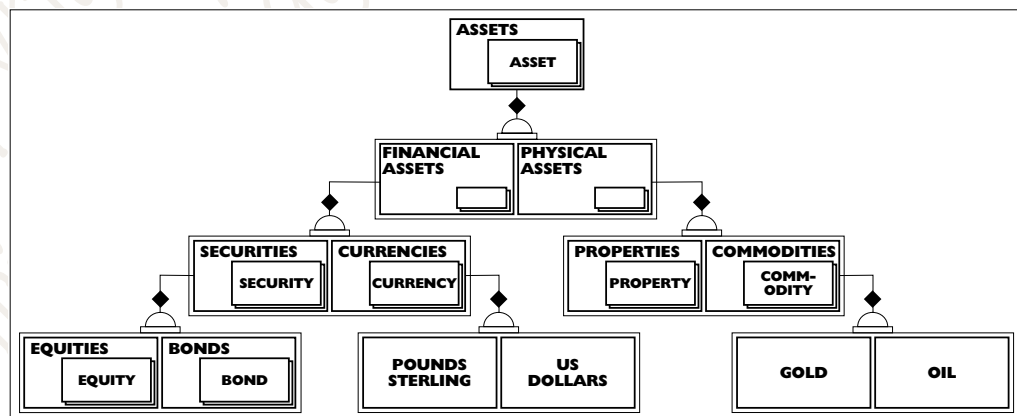 ASSETS
ASSET
FINANCIAL
ASSETS
PHYSICAL
ASSETS
SECURITIES
SECURITY
CURRENCIES
CURRENCY
PROPERTIES
PROPERTY
COMMODITIES
COMM-
ODITY
EQUITIES
EQUITY
BONDS
BOND
POUNDS
STERLING
US
DOLLARS
GOLD
OIL